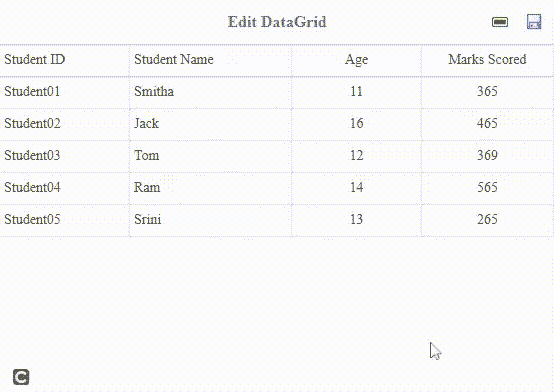 Edit DataGrid
Student ID Student Name Age Marks Scored
Student01 Smitha 11 365
Student02 Jack 16 465
Student03 Tom 12 369
Student04 Ram 14 565
Student05 Srini 13 265
C